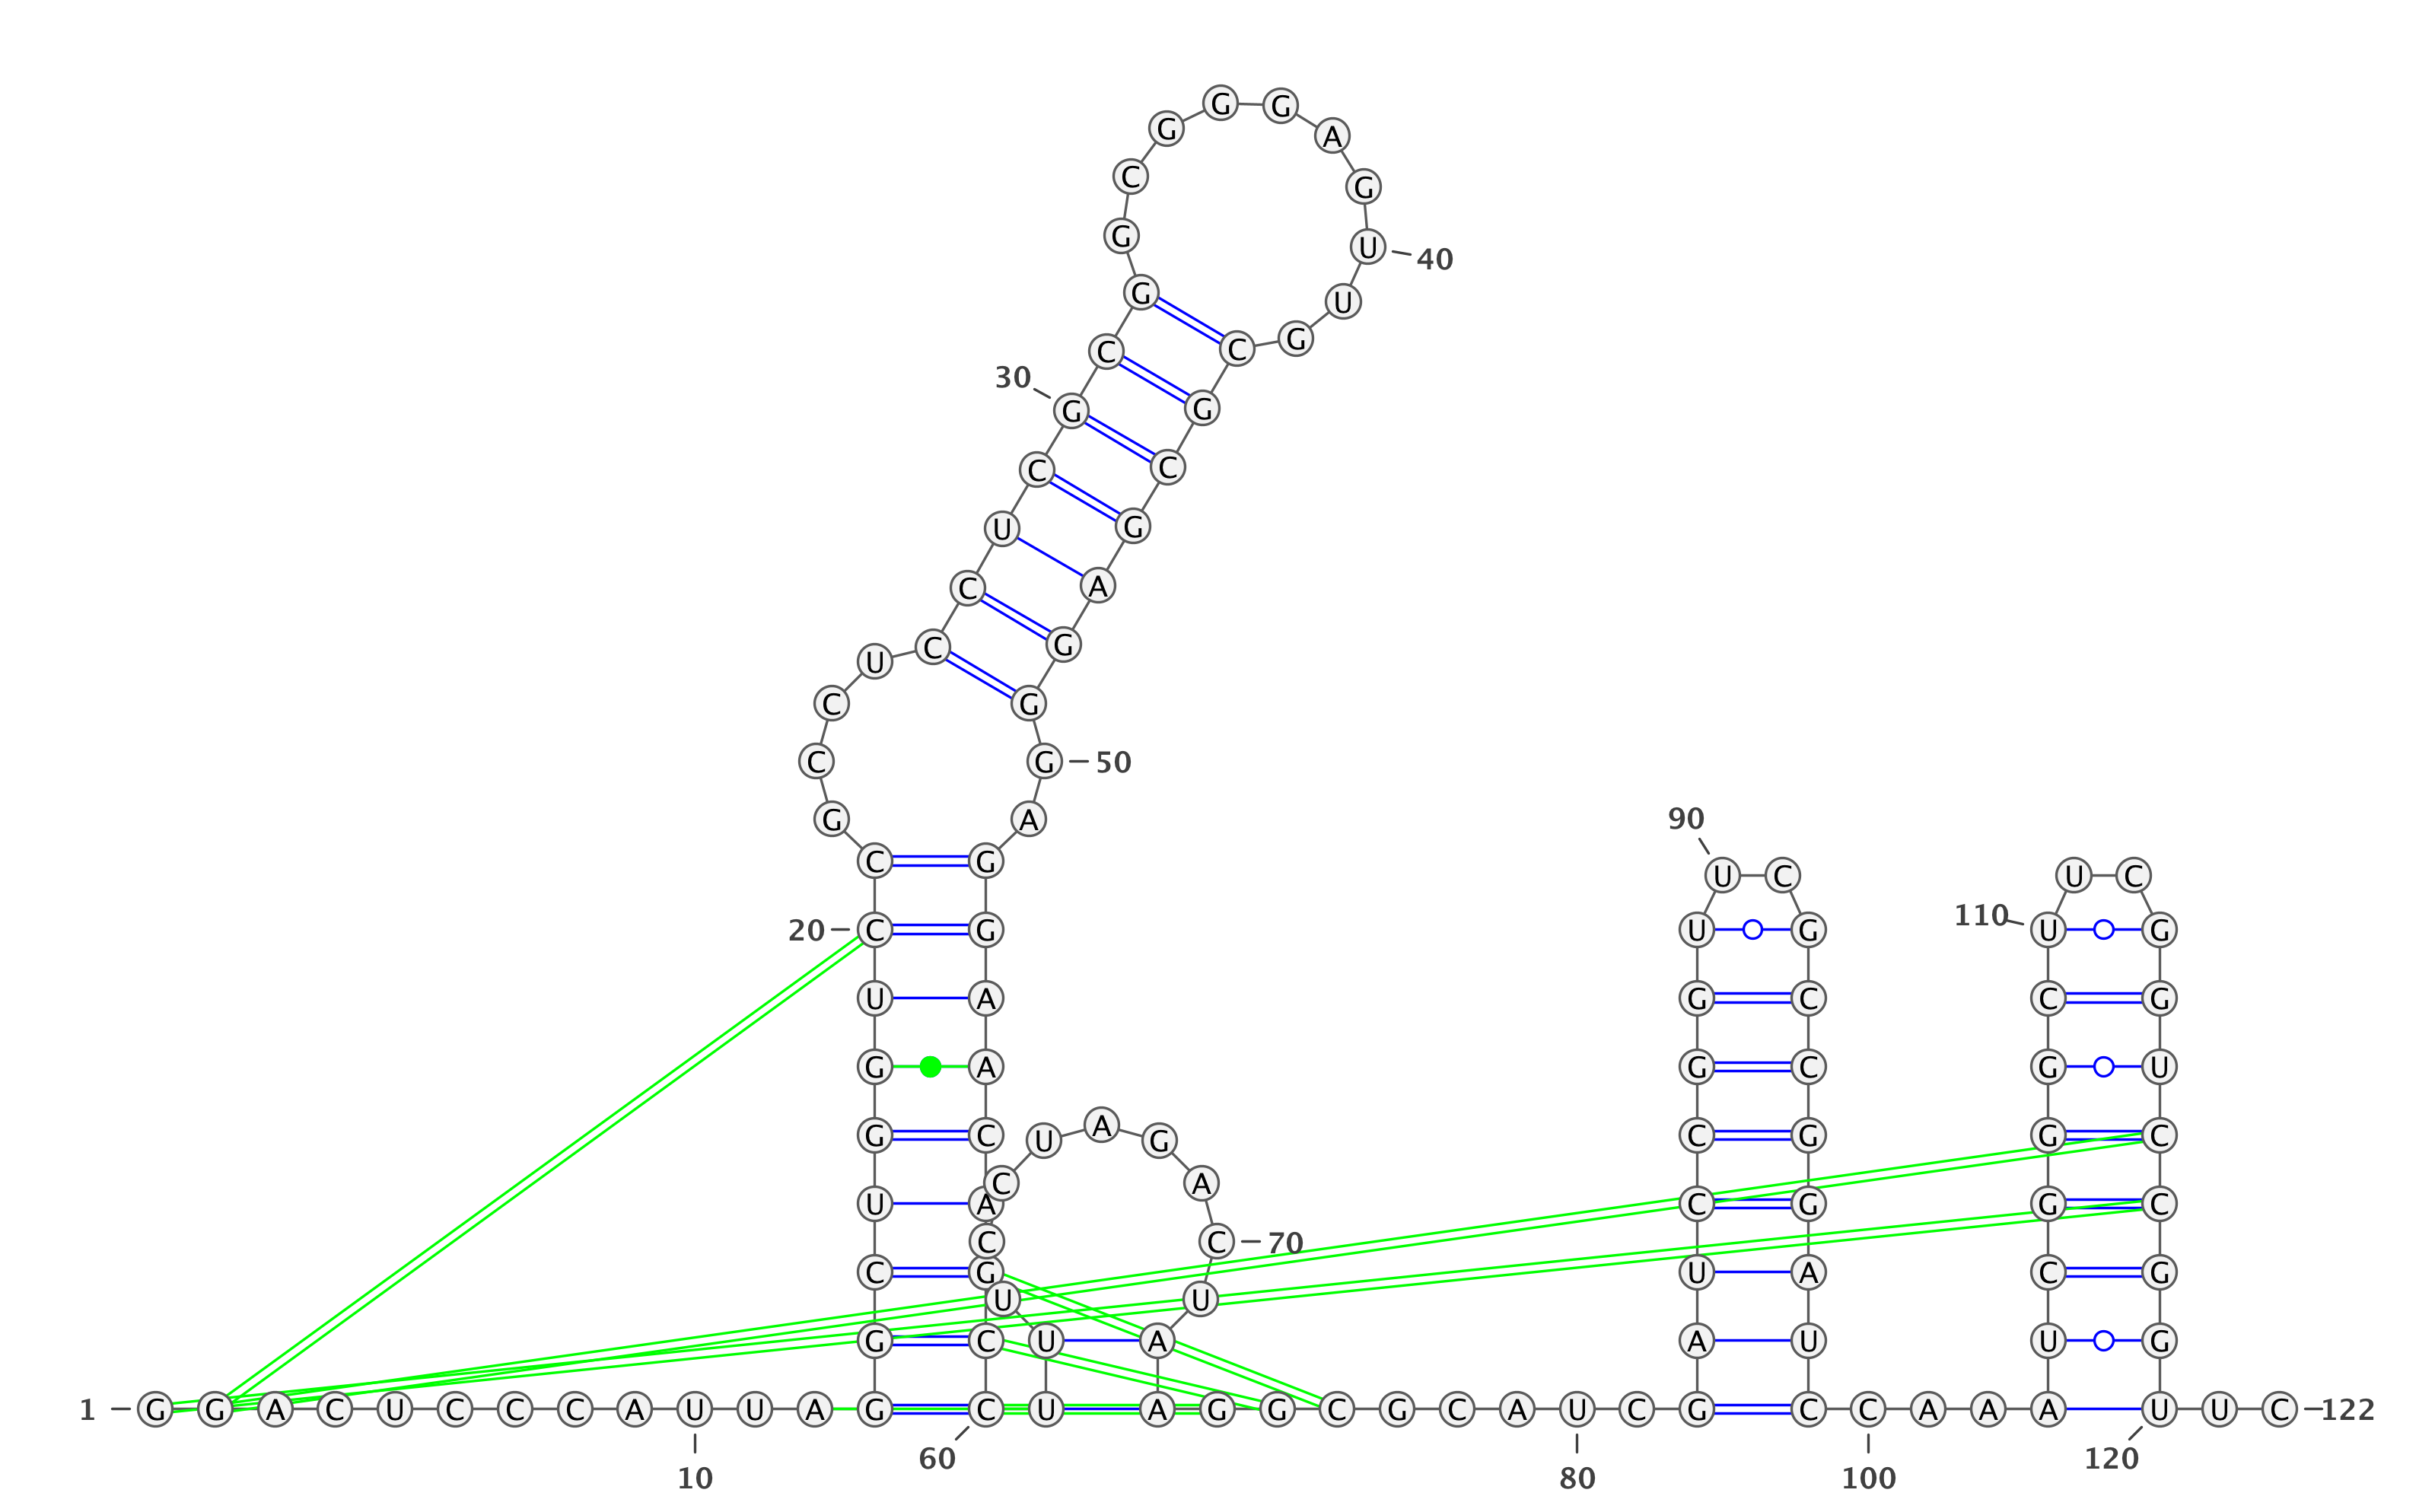 G G
G A
C G
G U 40
G U
C C G
30
G G
C C
U G
C A
C G
U
C G
C G 50
G A 90
C G U C U C
20 C G U G 110 U G
U A G C C G
G A G C G U
A
G C U G C G G C
C A
U A C G G C
C C 70
C G U A C G
U U
G C U A A U U G
1 G G A C U C C C A U U A G C U A G G C G C A U C G C C A A A U U C 122
60 120
10 80 100